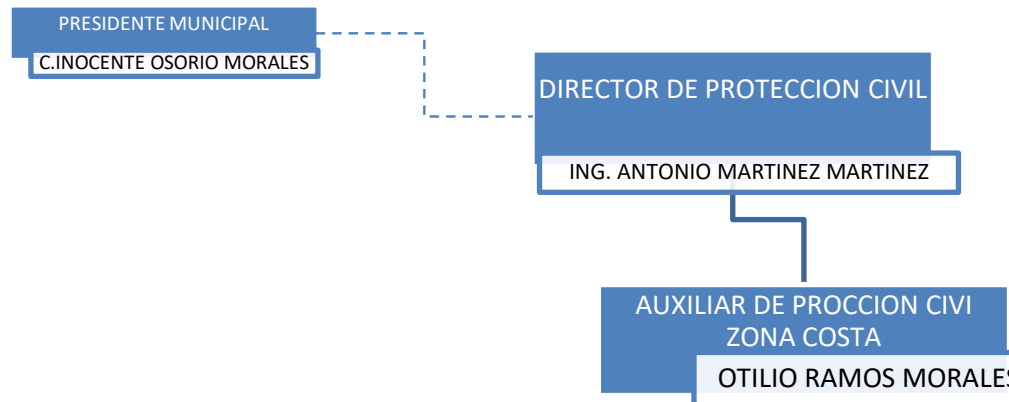 PRESIDENTE MUNICIPAL
C.INOCENTE OSORIO MORALES
DIRECTOR DE PROTECCION CIVIL
ING. ANTONIO MARTINEZ MARTINEZ
AUXILIAR DE PROCCION CIVI
ZONA COSTA
OTILIO RAMOS MORALES